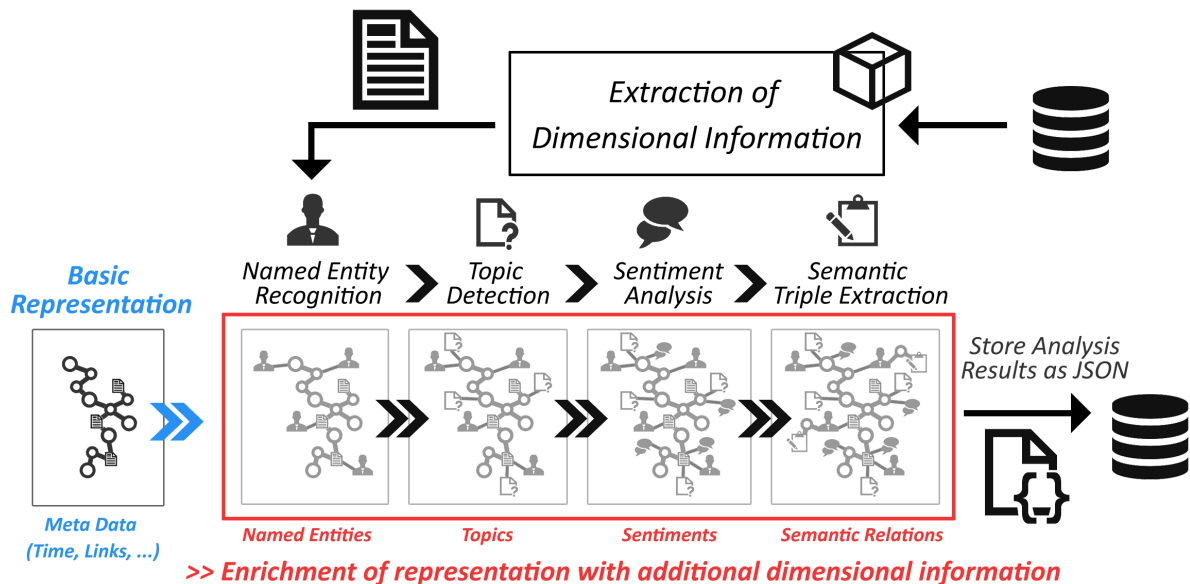 Extraction of
Dimensional Information
Named Entity
Recognition
Topic
Detection
Sentiment
Analysis
Semantic
Triple Extraction
Basic
Representation
Store Analysis
Results as JSON
Meta Data
(Time, Links, ...)
Named Entities
Topics
Sentiments
Semantic Relations
>> Enrichment of representation with additional dimensional information